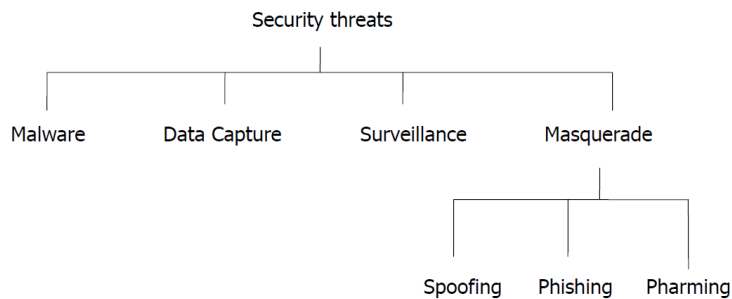 Security threats
Malware Data Capture Surveillance Masquerade
Spoofing Phishing Pharming